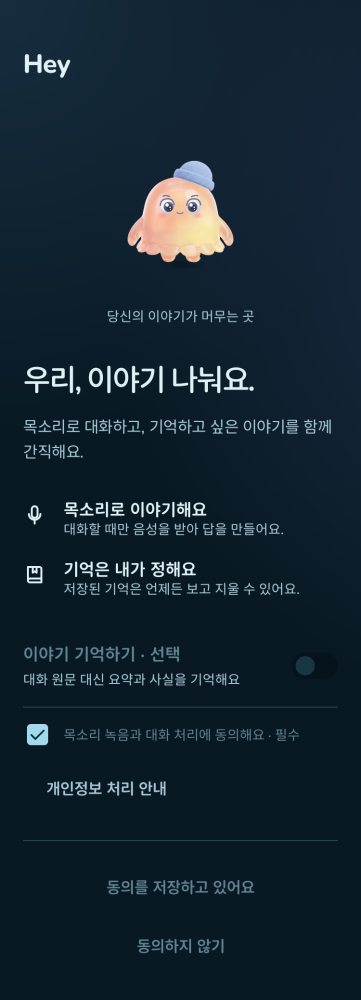 Hey
당신의 이야기가 머무는 곳
우리, 이야기 나눠요.
목소리로 대화하고, 기억하고 싶은 이야기를 함께
간직해요.
목소리로 이야기해요
대화할 때만 음성을 받아 답을 만들어요.
기억은 내가 정해요
저장된 기억은 언제든 보고 지울 수 있어요.
이야기 기억하기 · 선택
대화 원문 대신 요약과 사실을 기억해요
목소리 녹음과 대화 처리에 동의해요 · 필수
개인정보 처리 안내
동의를 저장하고 있어요
동의하지 않기